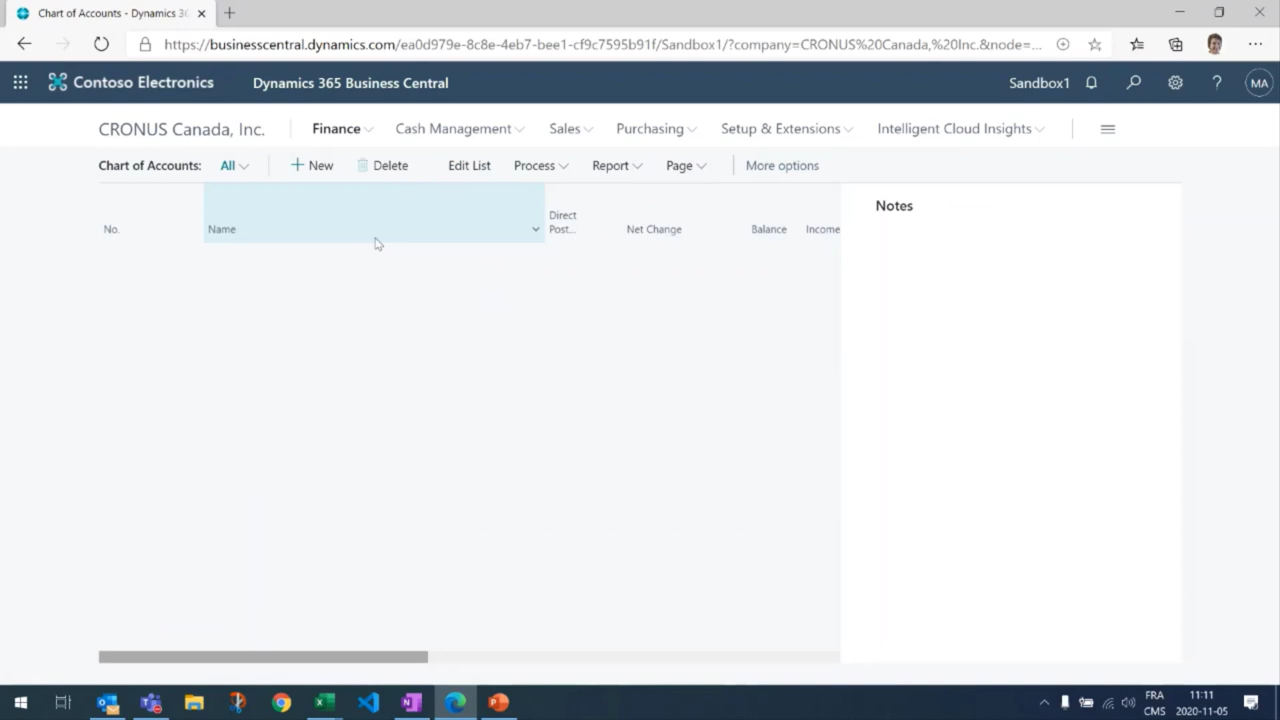 Chart of Accounts - Dynamics 36
https://businesscentral.dynamics.com/ea0d979e-8c8e-4eb7-bee1-cf9c7595b91f/Sandbox1/?company=CRONUS%20Canada,%20Inc.&node=...
Contoso Electronics Dynamics 365 Business Central Sandbox1 ? MA
CRONUS Canada, Inc. Finance Cash Management Sales Purchasing Setup & Extensions Intelligent Cloud Insights
Chart of Accounts: All New Delete Edit List Process Report Page More options
Notes
Direct
No. Name Post... Net Change Balance Income
FRA 11:11
CMS 2020-11-05